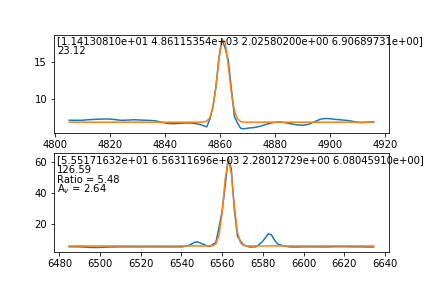 [1.14130810e+01 4.86115354e+03 2.02580200e+00 6.90689731e+00]
23.12
15
10
4800 4820 4840 4860 4880 4900 4920
[5.55171632e+01 6.56311696e+03 2.28012729e+00 6.08045910e+00]
126.59
Ratio = 5.48
Av = 2.64
60
40
20
6480 6500 6520 6540 6560 6580 6600 6620 6640